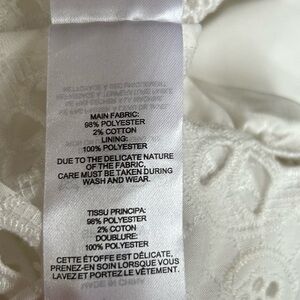 MAIN FABRIC:
98% POLYESTER
2% COTTON
LINING:
100% POLYESTER
DUE TO THE DELICATE NATURE
OF THE FABRIC,
CARE MUST BE TAKEN DURING
WASH AND WEAR.
TISSU PRINCIPA:
98% POLYESTER
2% COTON
DOUBLURE:
100% POLYESTER
CETTE ÉTOFFE EST DÉLICATE,
PRENEZ-EN SOIN LORSQUE VOUS
LAVEZ ET PORTEZ LE VÊTEMENT.